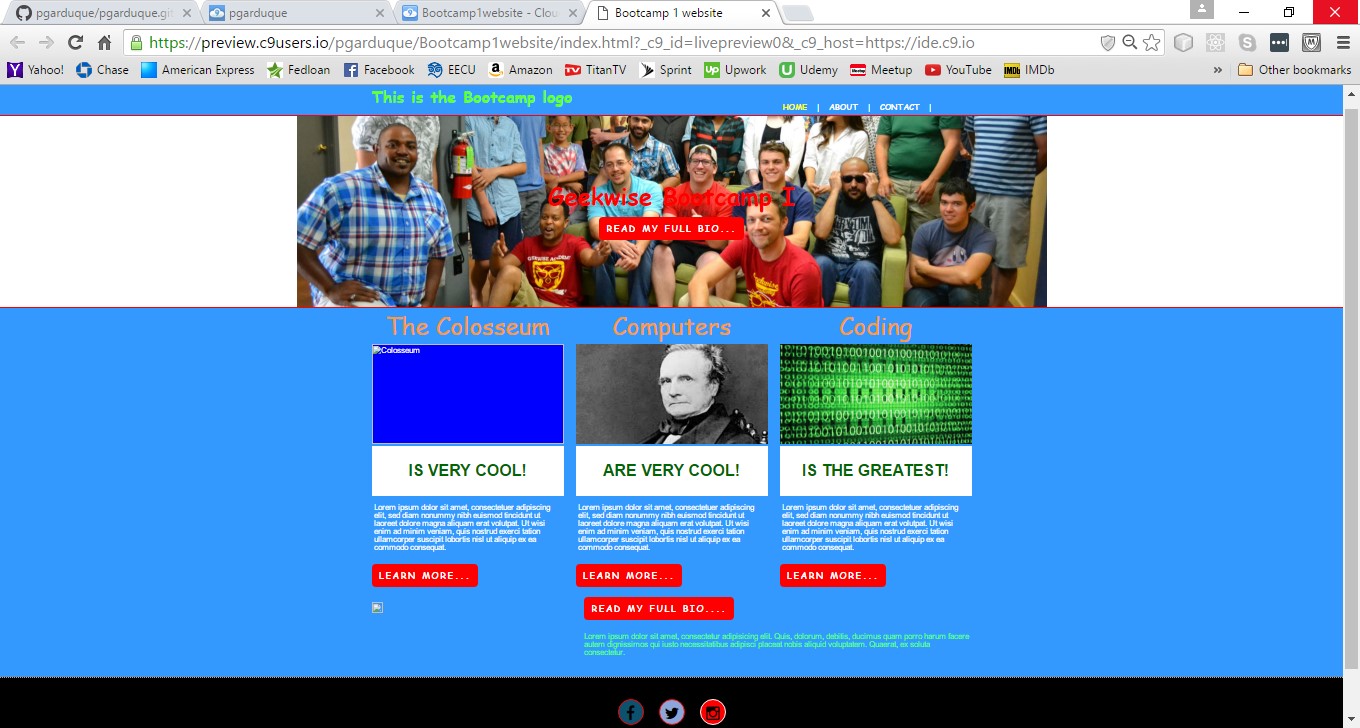 pgarduque/pgarduque.git
pgarduque
Bootcamp1website - Clou
Bootcamp 1 website
https://preview.c9users.io/pgarduque/Bootcamp1website/index.html?_c9_id=livepreview0&_c9_host=https://ide.c9.io
Yahoo! Chase American Express Fedloan Facebook EECU Amazon TitanTV Sprint Upwork Udemy Meetup YouTube IMDb » Other bookmarks
This is the Bootcamp logo
HOME | ABOUT | CONTACT |
Geekwise Bootcamp I
READ MY FULL BIO...
The Colosseum
Colosseum
IS VERY COOL!
Lorem ipsum dolor sit amet, consectetuer adipiscing
elit, sed diam nonummy nibh euismod tincidunt ut
laoreet dolore magna aliquam erat volutpat. Ut wisi
enim ad minim veniam, quis nostrud exerci tation
ullamcorper suscipit lobortis nisl ut aliquip ex ea
commodo consequat.
LEARN MORE...
Computers
ARE VERY COOL!
Lorem ipsum dolor sit amet, consectetuer adipiscing
elit, sed diam nonummy nibh euismod tincidunt ut
laoreet dolore magna aliquam erat volutpat. Ut wisi
enim ad minim veniam, quis nostrud exerci tation
ullamcorper suscipit lobortis nisl ut aliquip ex ea
commodo consequat.
LEARN MORE...
Coding
IS THE GREATEST!
Lorem ipsum dolor sit amet, consectetuer adipiscing
elit, sed diam nonummy nibh euismod tincidunt ut
laoreet dolore magna aliquam erat volutpat. Ut wisi
enim ad minim veniam, quis nostrud exerci tation
ullamcorper suscipit lobortis nisl ut aliquip ex ea
commodo consequat.
LEARN MORE...
READ MY FULL BIO....
Lorem ipsum dolor sit amet, consectetur adipisicing elit. Quis, dolorum, debitis, ducimus quam porro harum facere
autem dignissimos qui iusto necessitatibus adipisci placeat nobis aliquid voluptatem. Quaerat, ex soluta
consectetur.